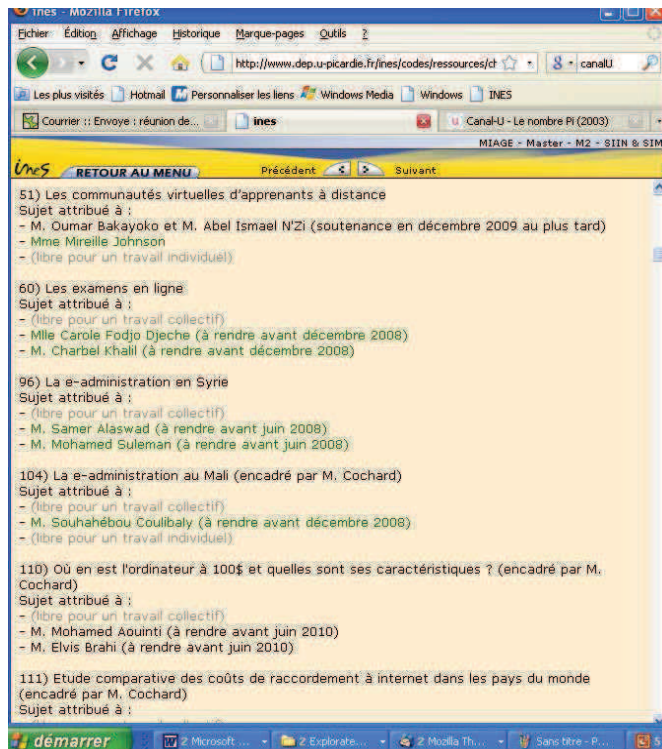 ines - Mozilla Firefox
Fichier Édition Affichage Historique Marque-pages Outils ?
http://www.dep.u-picardie.fr/ines/codes/ressources/ct
canalU
Les plus visités Hotmail Personnaliser les liens Windows Media Windows INES
Courrier :: Envoye : réunion de... ines Canal-U - Le nombre Pi (2003)
MIAGE - Master - M2 - SIIN & SIM
ines RETOUR AU MENU Précédent Suivant
51) Les communautés virtuelles d'apprenants à distance
Sujet attribué à :
- M. Oumar Bakayoko et M. Abel Ismael N'Zi (soutenance en décembre 2009 au plus tard)
- Mme Mireille Johnson
- (libre pour un travail individuel)
60) Les examens en ligne
Sujet attribué à :
- (libre pour un travail collectif)
- Mlle Carole Fodjo Djeche (à rendre avant décembre 2008)
- M. Charbel Khalil (à rendre avant décembre 2008)
96) La e-administration en Syrie
Sujet attribué à :
- (libre pour un travail collectif)
- M. Samer Alaswad (à rendre avant juin 2008)
- M. Mohamed Suleman (à rendre avant juin 2008)
104) La e-administration au Mali (encadré par M. Cochard)
Sujet attribué à :
- (libre pour un travail collectif)
- M. Souhahébou Coulibaly (à rendre avant décembre 2008)
- (libre pour un travail individuel)
110) Où en est l'ordinateur à 100$ et quelles sont ses caractéristiques ? (encadré par M.
Cochard)
Sujet attribué à :
- (libre pour un travail collectif)
- M. Mohamed Aouinti (à rendre avant juin 2010)
- M. Elvis Brahi (à rendre avant juin 2010)
111) Etude comparative des coûts de raccordement à internet dans les pays du monde
(encadré par M. Cochard)
Sujet attribué à :
- (libre pour un travail collectif)
démarrer 2 Microsoft ... 2 Explorate... 2 Mozilla Th... Sans titre - P...